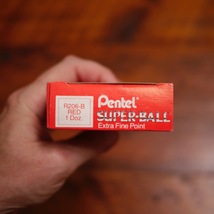 R206-B
RED
1 Doz.
Pentel
SUPER-BALL
Extra Fine Point